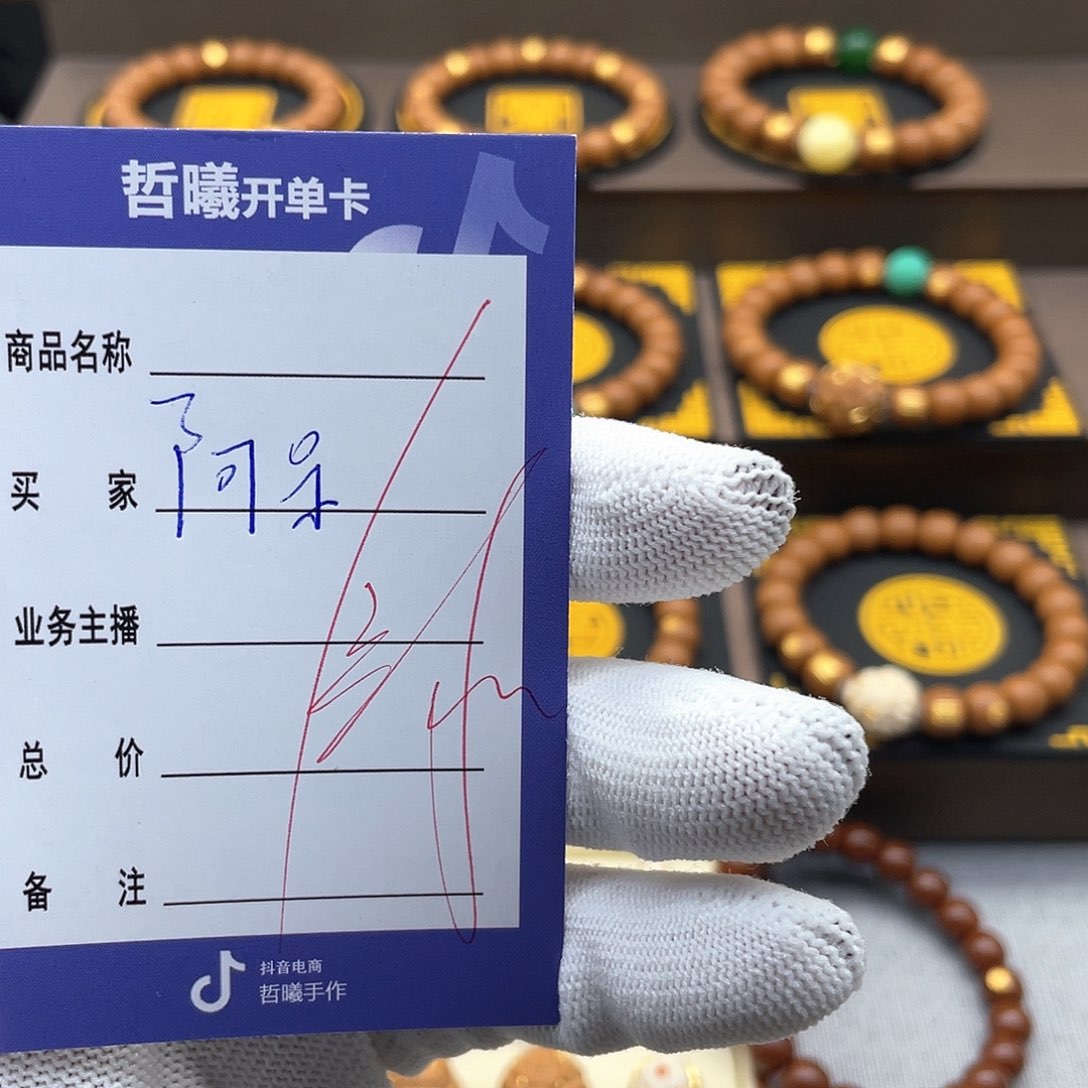 哲曦开单卡
商品名称
买家 阿呆
业务主播
总价
备注
抖音电商
哲曦手作